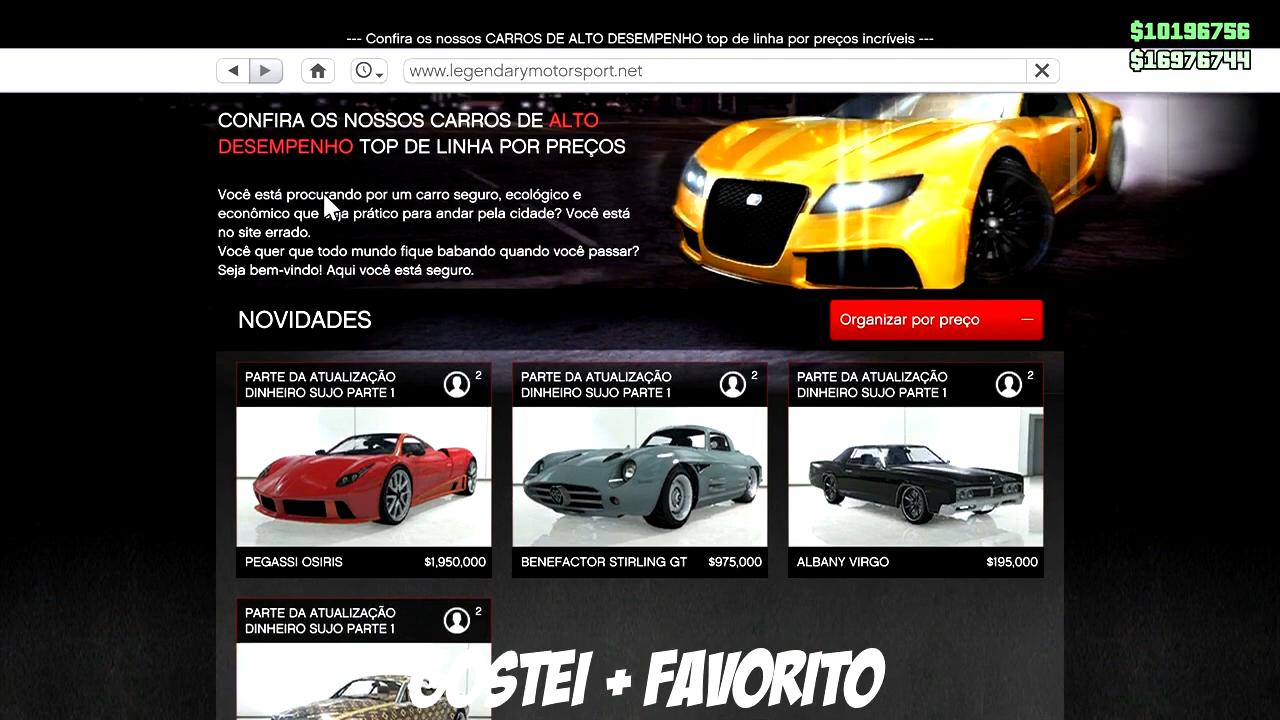 --- Confira os nossos CARROS DE ALTO DESEMPENHO top de linha por preços incríveis ---
$10196756
$16976744
www.legendarymotorsport.net
CONFIRA OS NOSSOS CARROS DE ALTO
DESEMPENHO TOP DE LINHA POR PREÇOS
Você está procurando por um carro seguro, ecológico e
econômico que seja prático para andar pela cidade? Você está
no site errado.
Você quer que todo mundo fique babando quando você passar?
Seja bem-vindo! Aqui você está seguro.
NOVIDADES
Organizar por preço
PARTE DA ATUALIZAÇÃO
DINHEIRO SUJO PARTE 1
2
PEGASSI OSIRIS $1,950,000
PARTE DA ATUALIZAÇÃO
DINHEIRO SUJO PARTE 1
2
BENEFACTOR STIRLING GT $975,000
PARTE DA ATUALIZAÇÃO
DINHEIRO SUJO PARTE 1
2
ALBANY VIRGO $195,000
PARTE DA ATUALIZAÇÃO
DINHEIRO SUJO PARTE 1
2
GOSTEI + FAVORITO